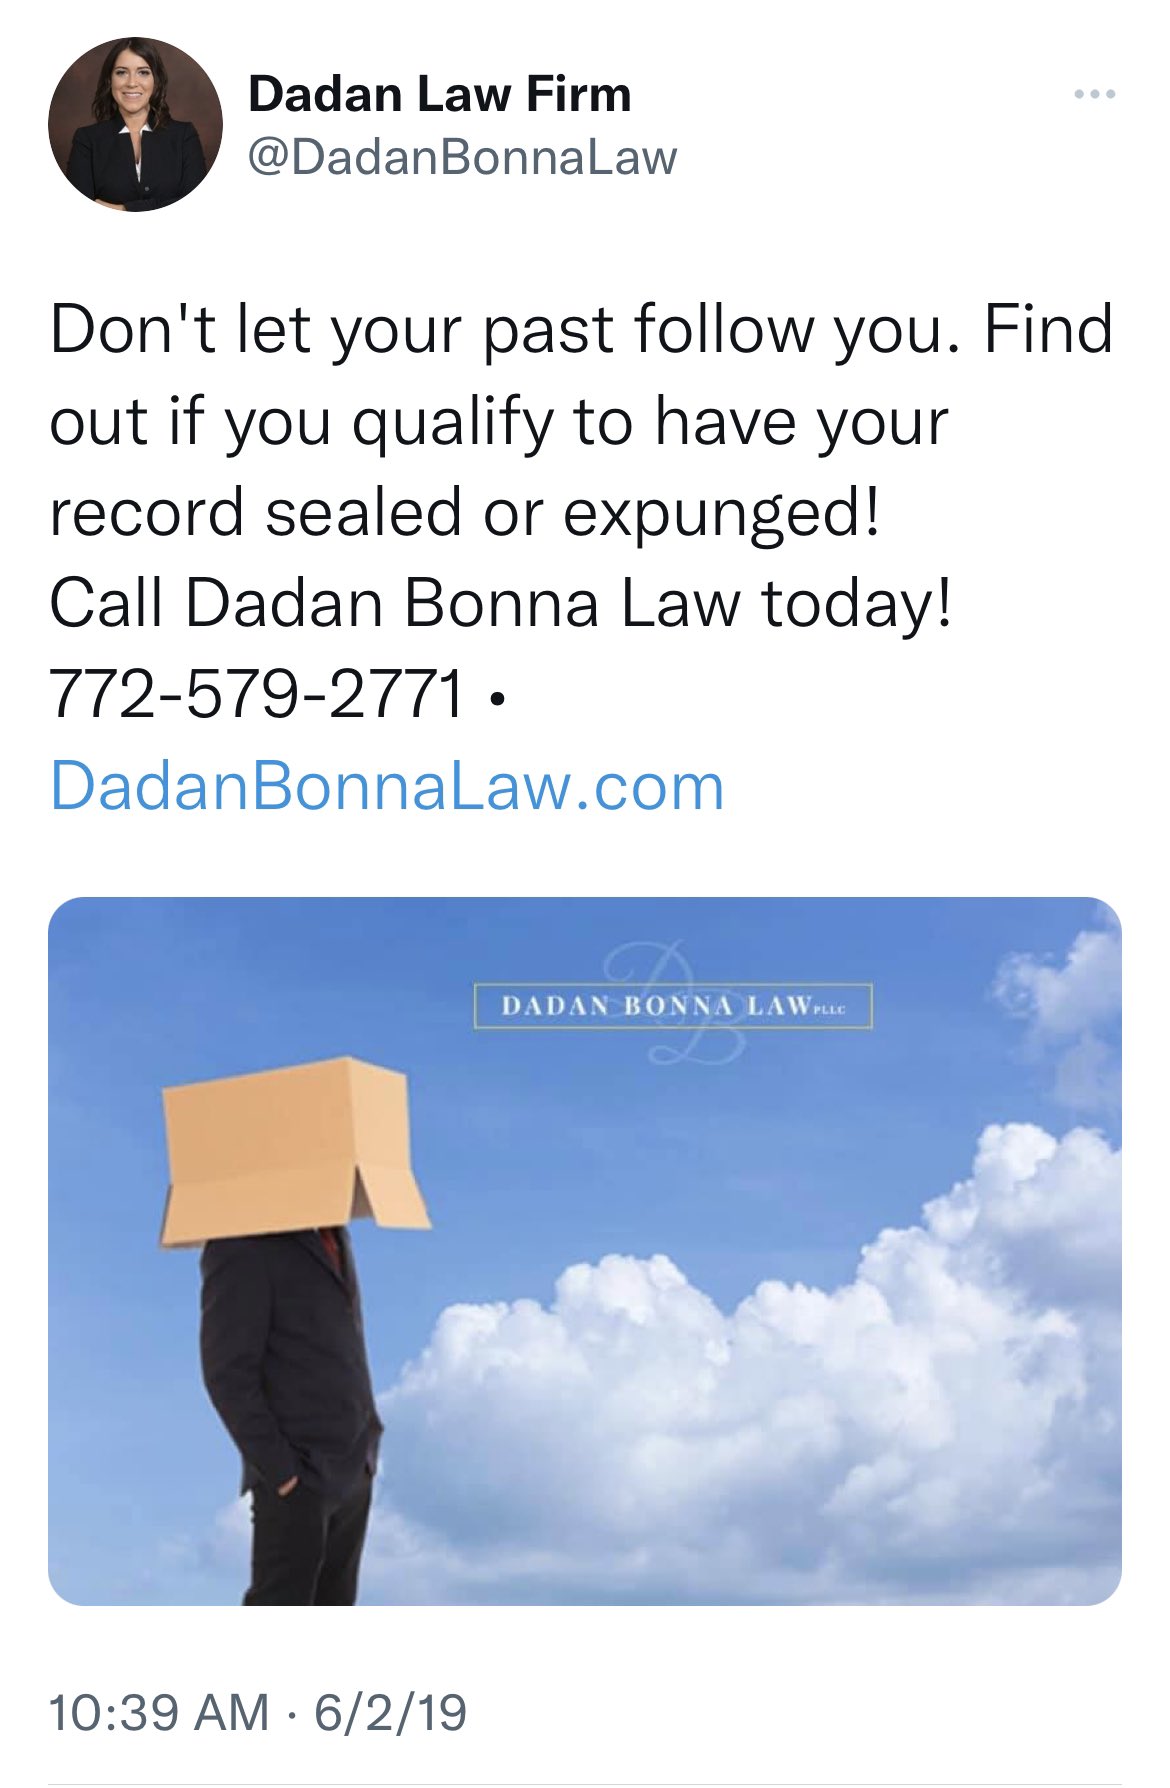 Dadan Law Firm
@DadanBonnaLaw
Don't let your past follow you. Find
out if you qualify to have your
record sealed or expunged!
Call Dadan Bonna Law today!
772-579-2771 •
DadanBonnaLaw.com
DB
DADAN BONNA LAW PLLC
10:39 AM · 6/2/19